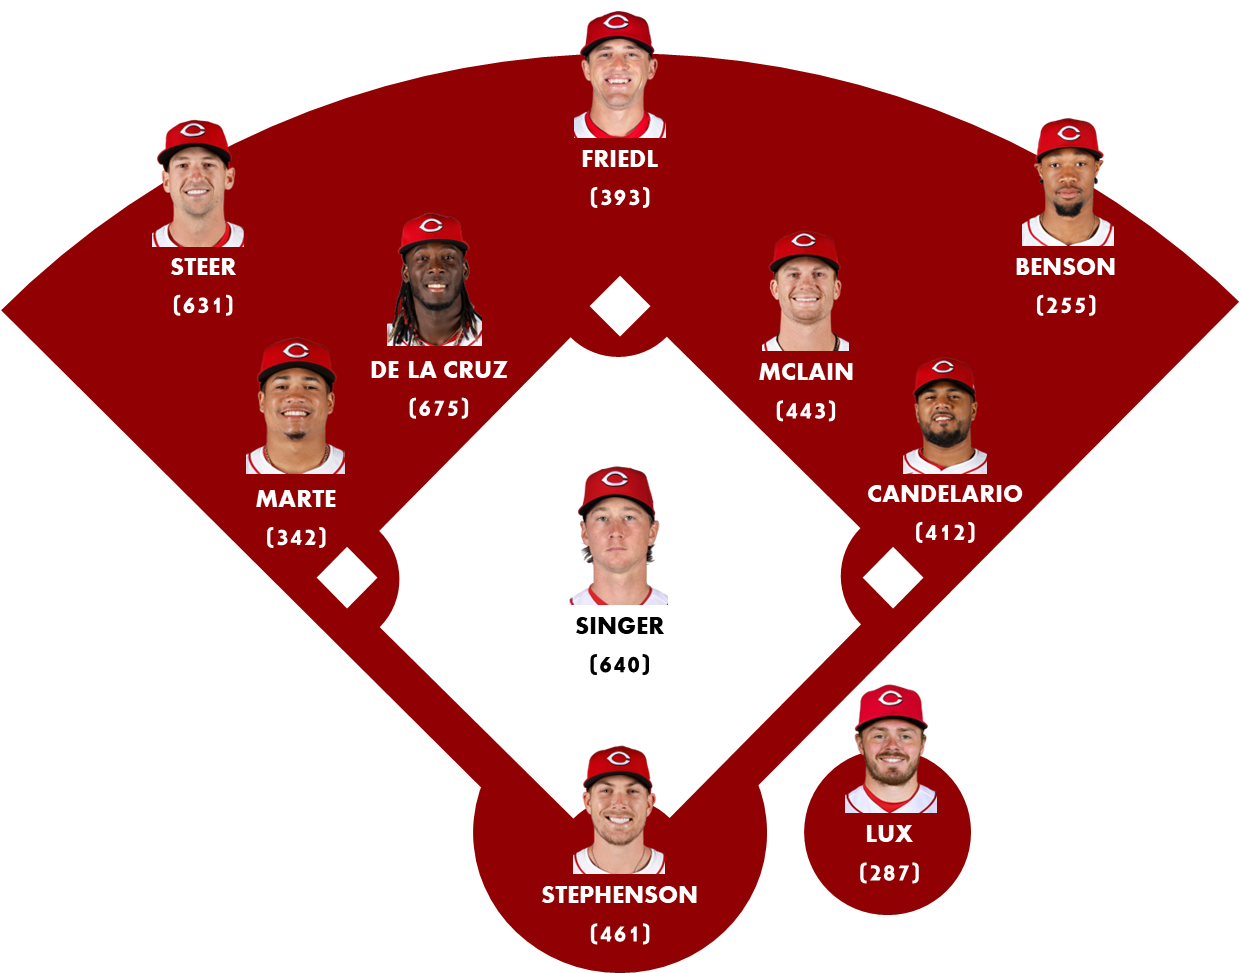 FRIEDL
(393)
STEER
(631)
BENSON
(255)
DE LA CRUZ
(675)
MCLAIN
(443)
MARTE
(342)
CANDELARIO
(412)
SINGER
(640)
LUX
(287)
STEPHENSON
(461)